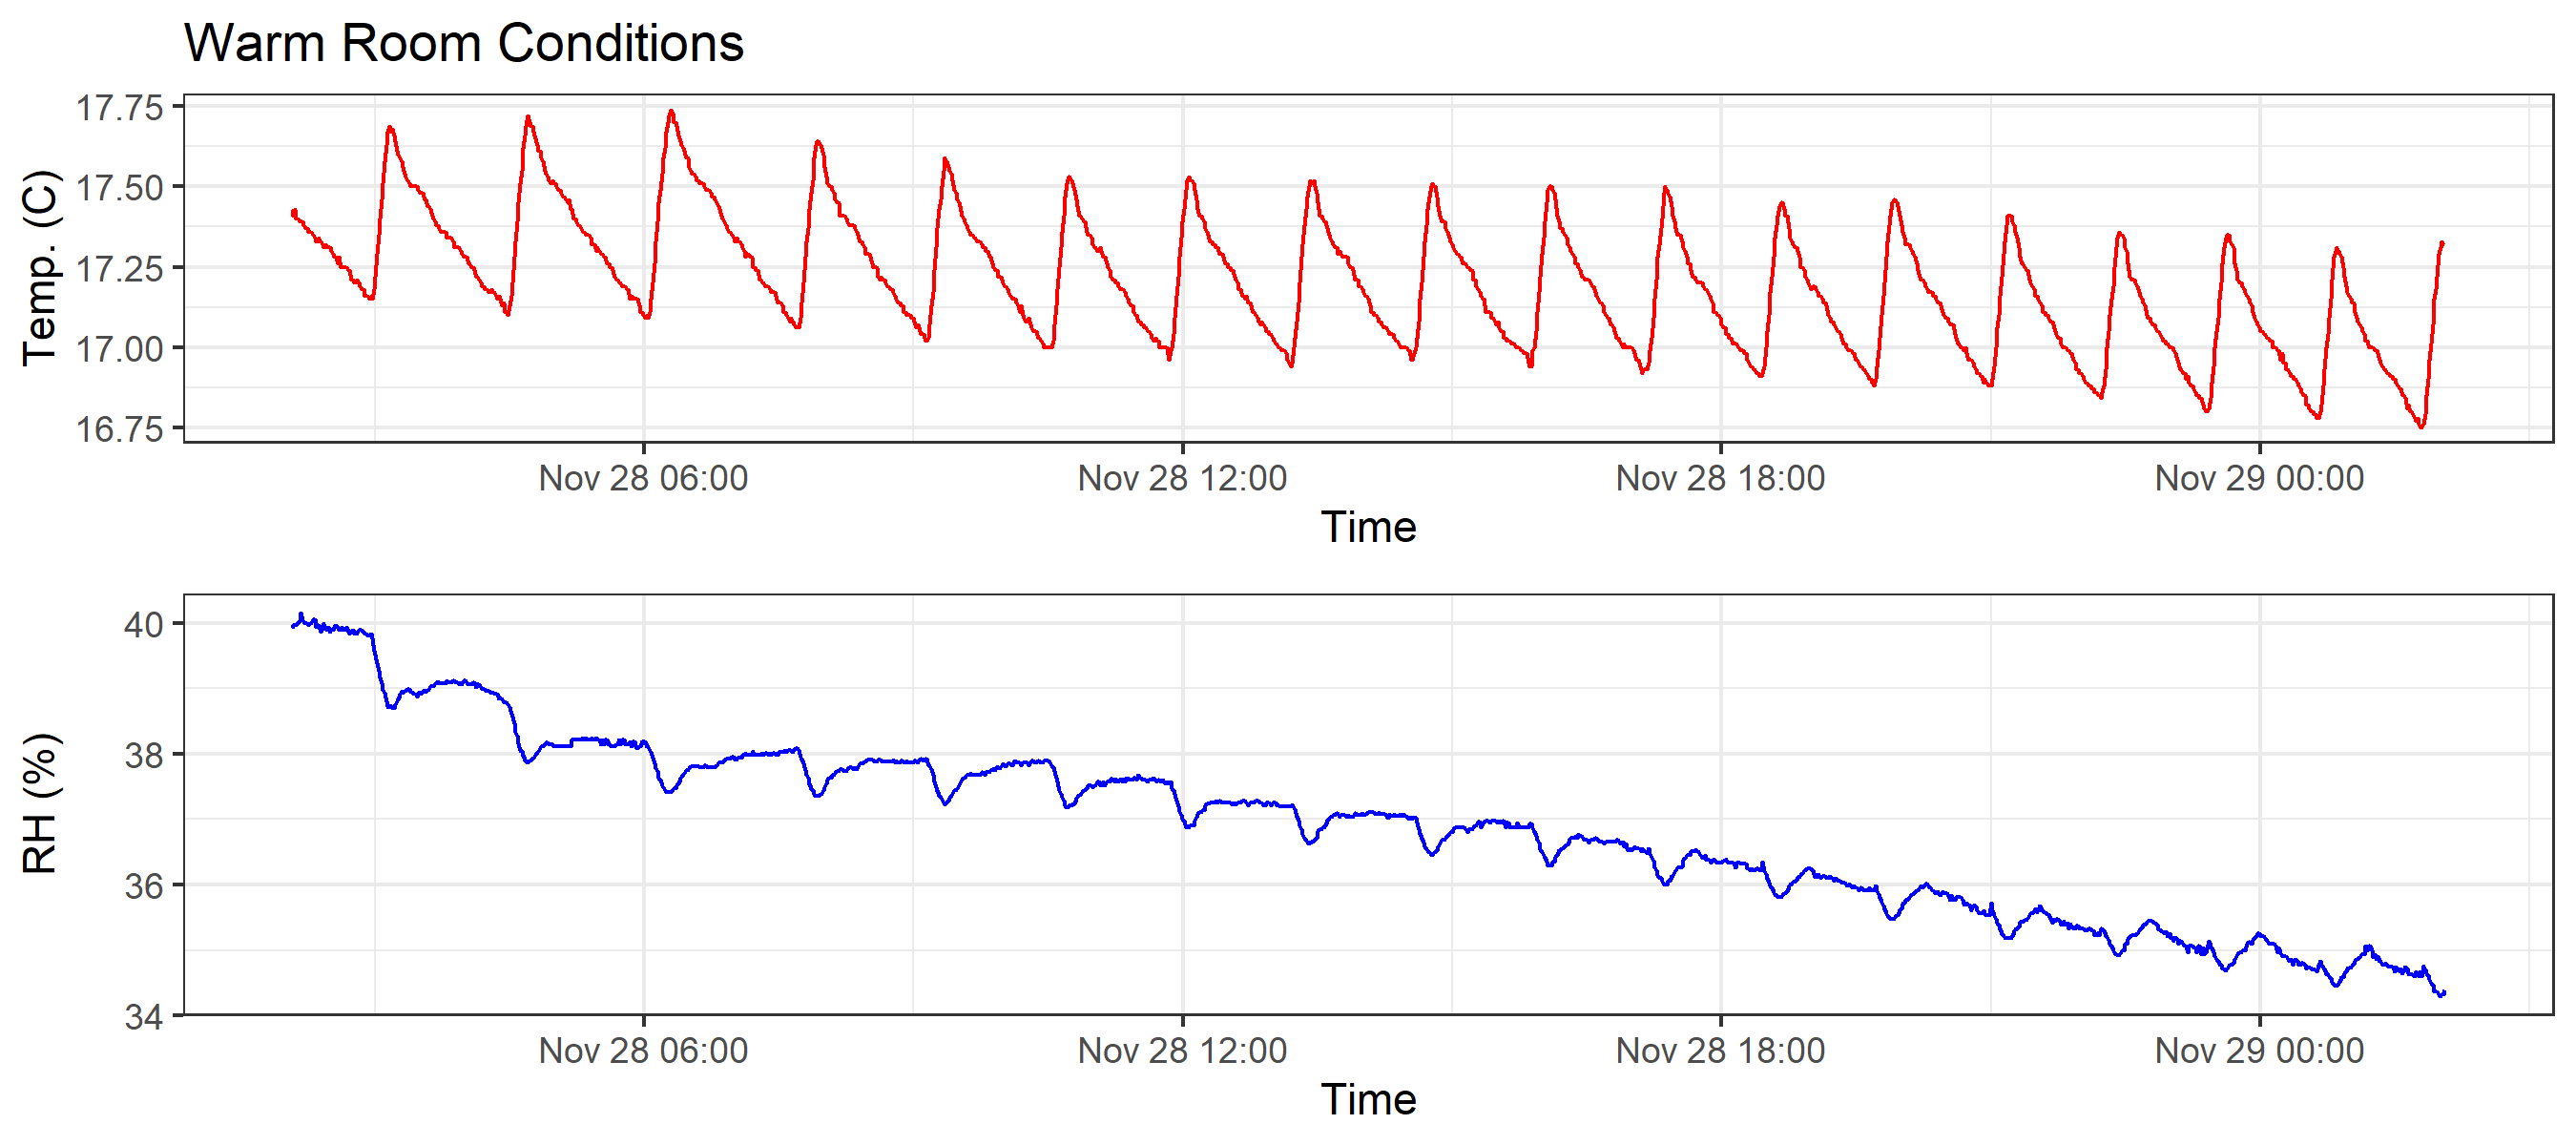 Warm Room Conditions
Temp. (C)
17.75
17.50
17.25
17.00
16.75
Nov 28 06:00 Nov 28 12:00 Nov 28 18:00 Nov 29 00:00
Time
RH (%)
40
38
36
34
Nov 28 06:00 Nov 28 12:00 Nov 28 18:00 Nov 29 00:00
Time